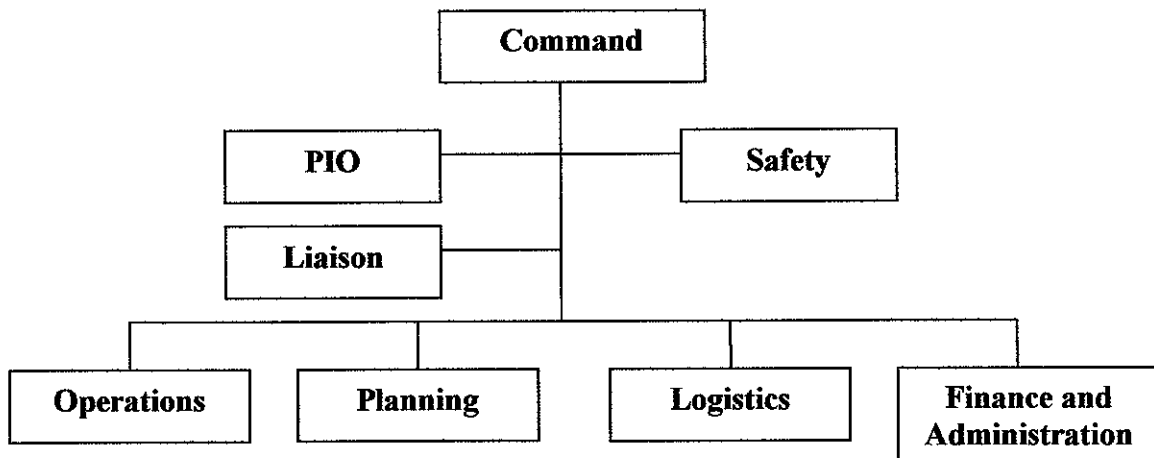 Command
PIO
Safety
Liaison
Operations
Planning
Logistics
Finance and
Administration